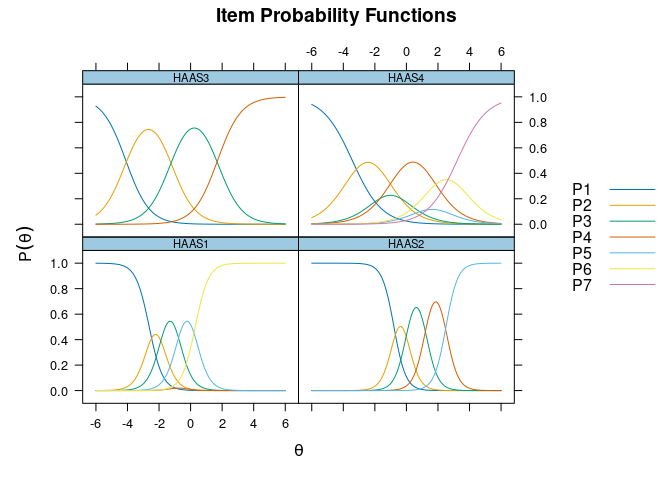 Item Probability Functions
-6 -4 -2 0 2 4 6
HAAS3 HAAS4
1.0
0.8
0.6
0.4
0.2
0.0
HAAS1 HAAS2
1.0
0.8
0.6
0.4
0.2
0.0
-6 -4 -2 0 2 4 6
P(θ)
θ
P1
P2
P3
P4
P5
P6
P7